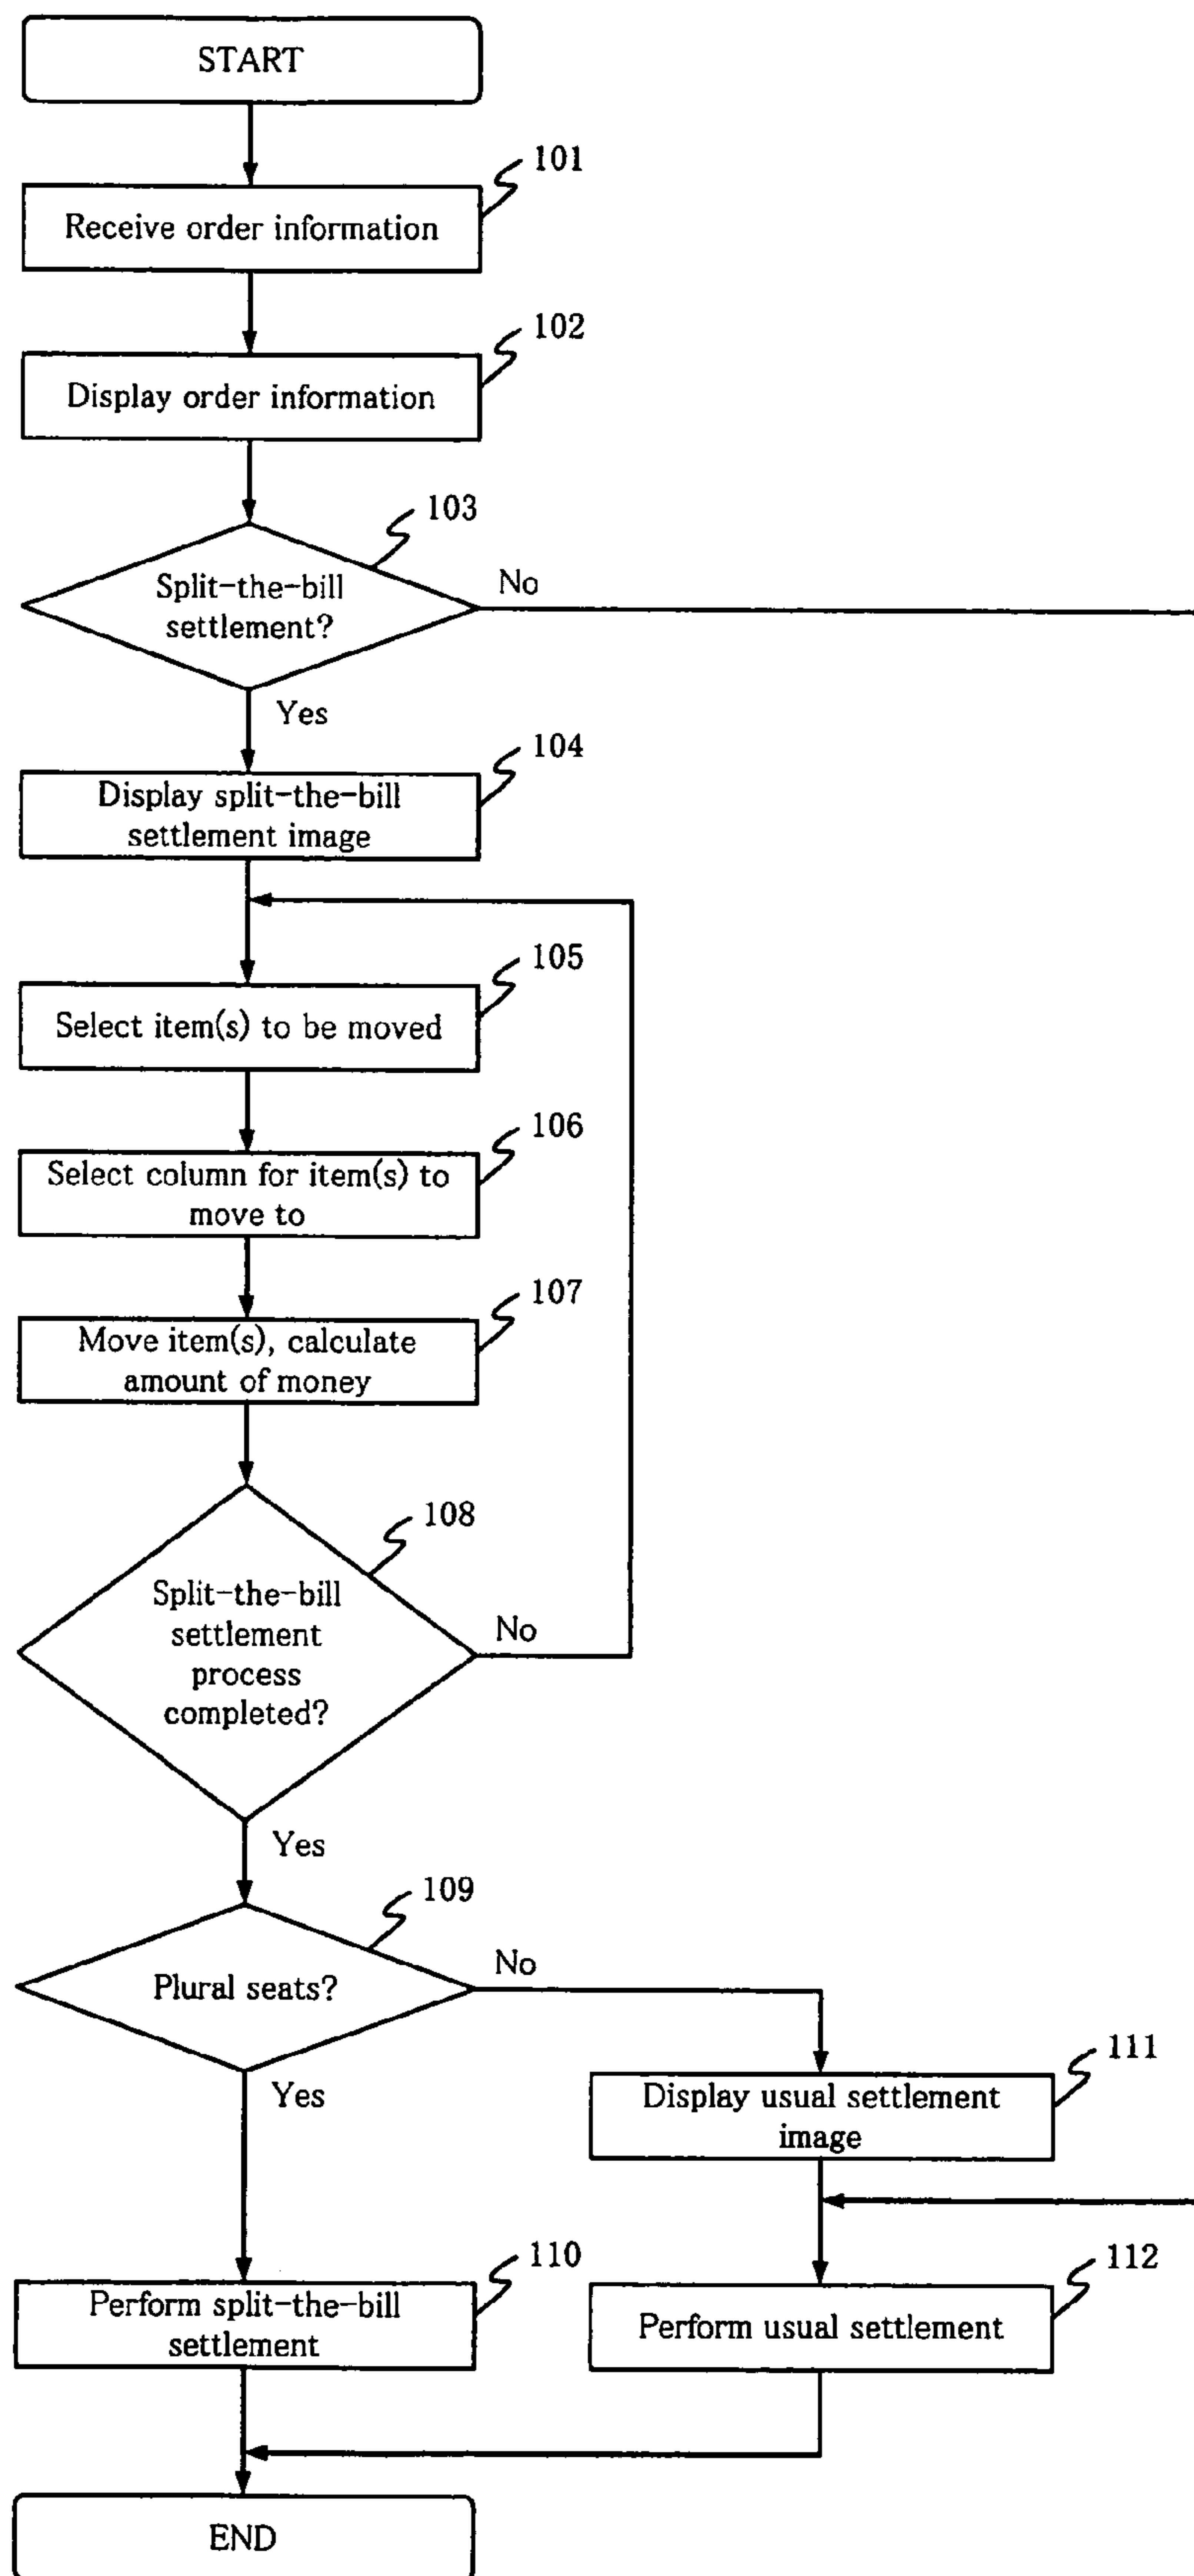 START
101
Receive order information
102
Display order information
103
Split-the-bill
settlement?
No
Yes
104
Display split-the-bill
settlement image
105
Select item(s) to be moved
106
Select column for item(s) to
move to
107
Move item(s), calculate
amount of money
108
Split-the-bill
settlement
process
completed?
No
Yes
109
Plural seats?
No
Yes
111
Display usual settlement
image
110
Perform split-the-bill
settlement
112
Perform usual settlement
END